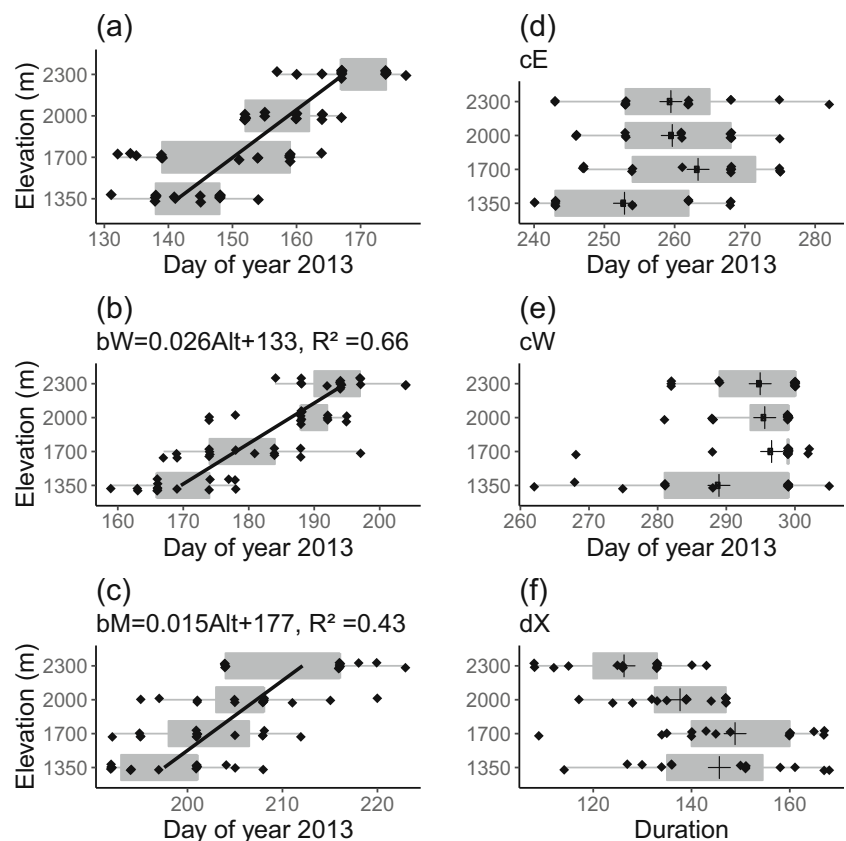 (a)
Elevation (m)
2300
2000
1700
1350
130 140 150 160 170
Day of year 2013
(b)
bW=0.026Alt+133, R² =0.66
Elevation (m)
2300
2000
1700
1350
160 170 180 190 200
Day of year 2013
(c)
bM=0.015Alt+177, R² =0.43
Elevation (m)
2300
2000
1700
1350
200 210 220
Day of year 2013
(d)
cE
2300
2000
1700
1350
240 250 260 270 280
Day of year 2013
(e)
cW
2300
2000
1700
1350
260 270 280 290 300
Day of year 2013
(f)
dX
2300
2000
1700
1350
120 140 160
Duration